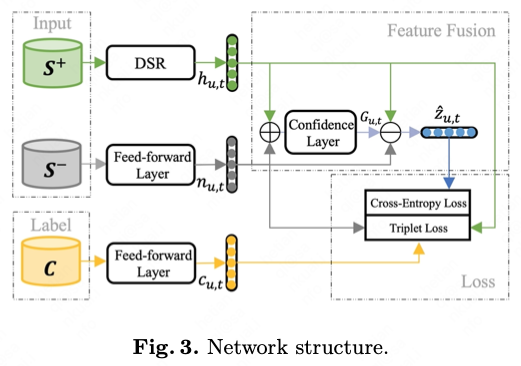 Input
Feature Fusion
S⁺
DSR
h_{u,t}
Confidence
Layer
G_{u,t}
ẑ_{u,t}
S⁻
Feed-forward
Layer
n_{u,t}
Cross-Entropy Loss
Triplet Loss
Label
C
Feed-forward
Layer
c_{u,t}
Loss
Fig. 3. Network structure.